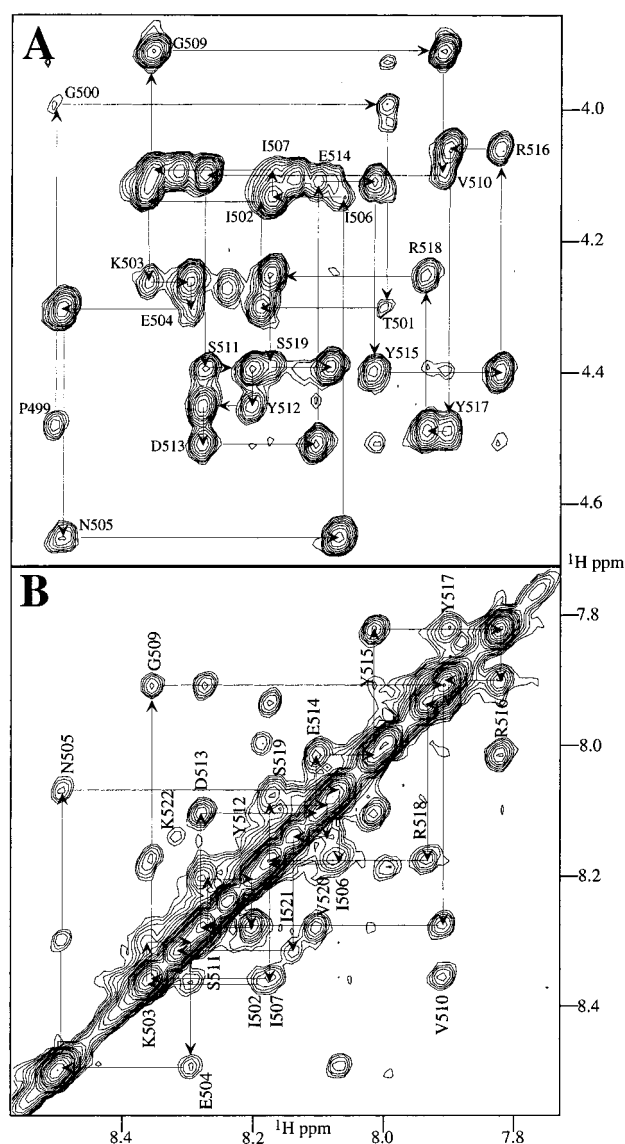 A
G509
G500
4.0
I507
E514
R516
V510
I502
I506
4.2
K503
R518
E504
T501
S511
S519
Y515
4.4
P499
Y512
Y517
D513
N505
4.6
¹H ppm
B
7.8
Y517
G509
Y515
R516
8.0
E514
N505
D513
S519
K522
Y512
R518
8.2
I521
V520
I506
S511
K503
I502
I507
V510
8.4
E504
8.4
8.2
8.0
7.8
¹H ppm